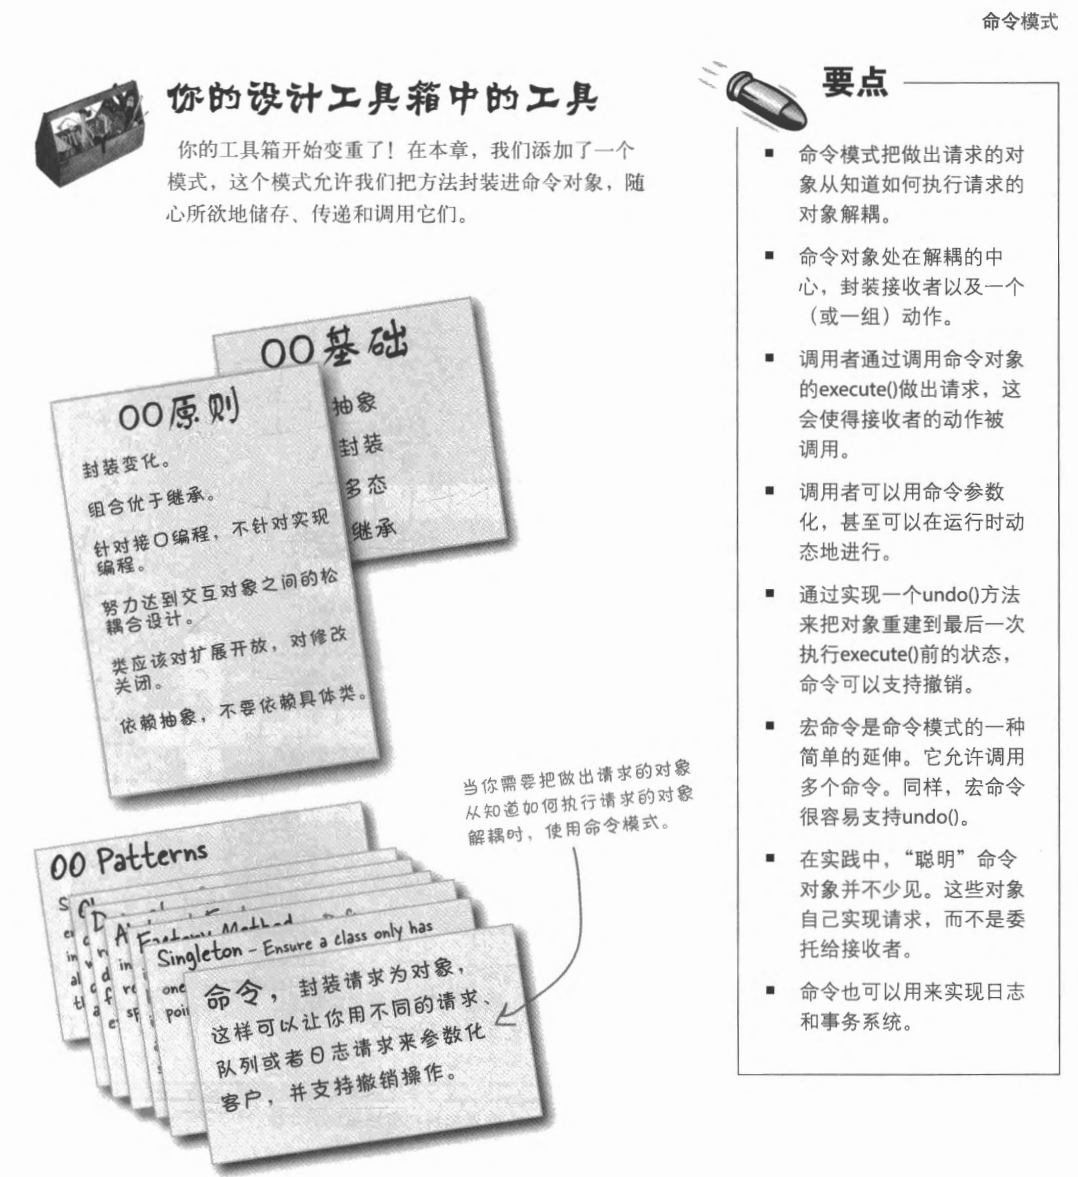 命令模式
你的设计工具箱中的工具
你的工具箱开始变重了！在本章，我们添加了一个
模式，这个模式允许我们把方法封装进命令对象，随
心所欲地储存、传递和调用它们。
OO基础
抽象
封装
多态
继承
OO原则
封装变化。
组合优于继承。
针对接口编程，不针对实现
编程。
努力达到交互对象之间的松
耦合设计。
类应该对扩展开放，对修改
关闭。
依赖抽象，不要依赖具体类。
当你需要把做出请求的对象
从知道如何执行请求的对象
解耦时，使用命令模式。
OO Patterns
Singleton – Ensure a class only has
one
命令，封装请求为对象，
这样可以让你用不同的请求、
队列或者日志请求来参数化
客户，并支持撤销操作。
要点
■ 命令模式把做出请求的对
象从知道如何执行请求的
对象解耦。
■ 命令对象处在解耦的中
心，封装接收者以及一个
（或一组）动作。
■ 调用者通过调用命令对象
的execute()做出请求，这
会使得接收者的动作被
调用。
■ 调用者可以用命令参数
化，甚至可以在运行时动
态地进行。
■ 通过实现一个undo()方法
来把对象重建到最后一次
执行execute()前的状态，
命令可以支持撤销。
■ 宏命令是命令模式的一种
简单的延伸。它允许调用
多个命令。同样，宏命令
很容易支持undo()。
■ 在实践中，“聪明”命令
对象并不少见。这些对象
自己实现请求，而不是委
托给接收者。
■ 命令也可以用来实现日志
和事务系统。